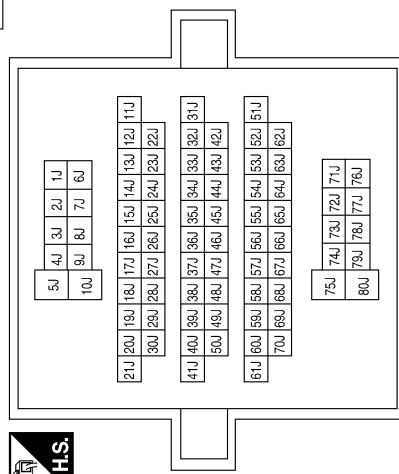 H.S.
5J 4J 3J 2J 1J
10J 9J 8J 7J 6J
21J 20J 19J 18J 17J 16J 15J 14J 13J 12J 11J
30J 29J 28J 27J 26J 25J 24J 23J 22J
41J 40J 39J 38J 37J 36J 35J 34J 33J 32J 31J
50J 49J 48J 47J 46J 45J 44J 43J 42J
61J 60J 59J 58J 57J 56J 55J 54J 53J 52J 51J
70J 69J 68J 67J 66J 65J 64J 63J 62J
75J 74J 73J 72J 71J
80J 79J 78J 77J 76J